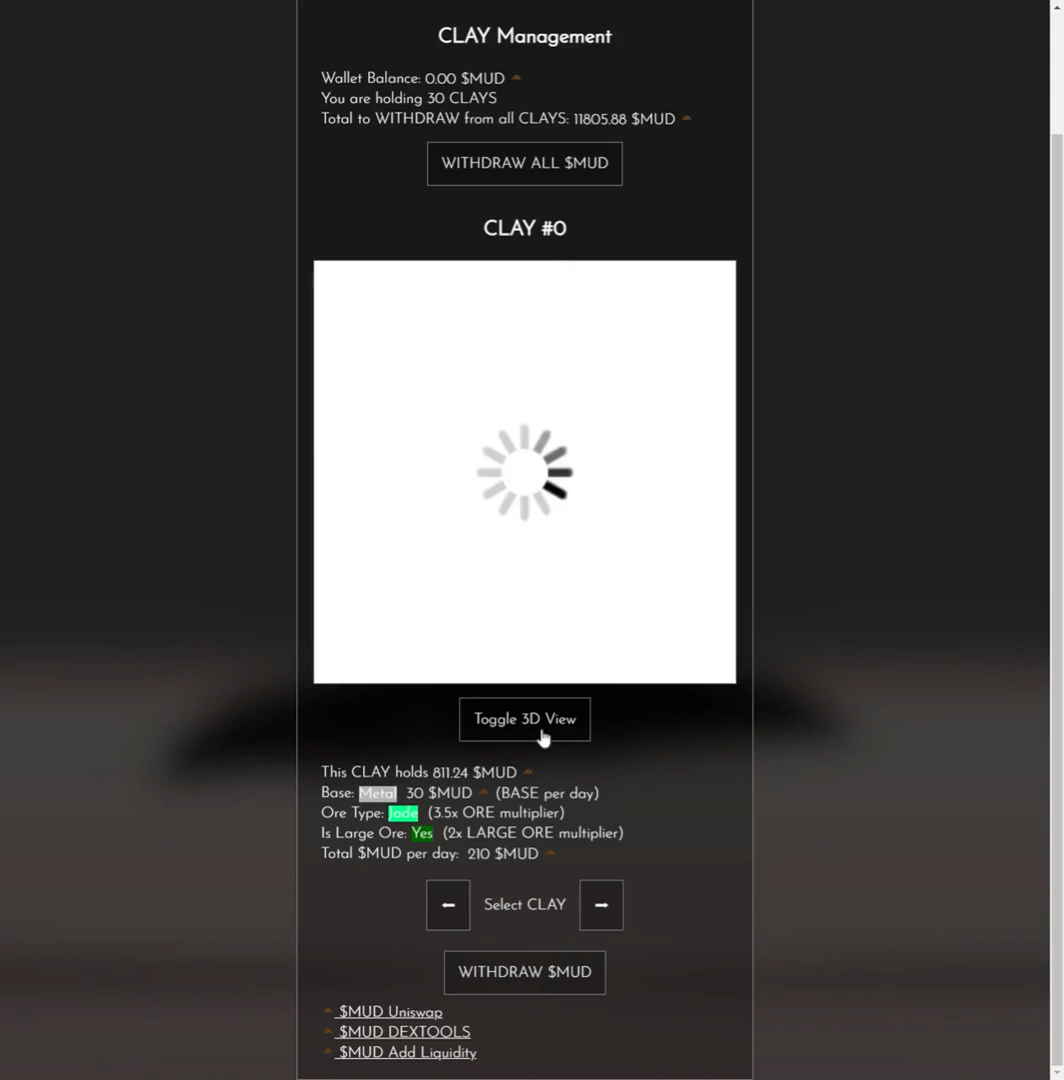 CLAY Management
Wallet Balance: 0.00 $MUD
You are holding 30 CLAYS
Total to WITHDRAW from all CLAYS: 11805.88 $MUD
WITHDRAW ALL $MUD
CLAY #0
Toggle 3D View
This CLAY holds 811.24 $MUD
Base: Metal 30 $MUD (BASE per day)
Ore Type: Jade (3.5x ORE multiplier)
Is Large Ore: Yes (2x LARGE ORE multiplier)
Total $MUD per day: 210 $MUD
← Select CLAY →
WITHDRAW $MUD
$MUD Uniswap
$MUD DEXTOOLS
$MUD Add Liquidity